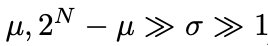 μ, 2^N − μ ≫ σ ≫ 1